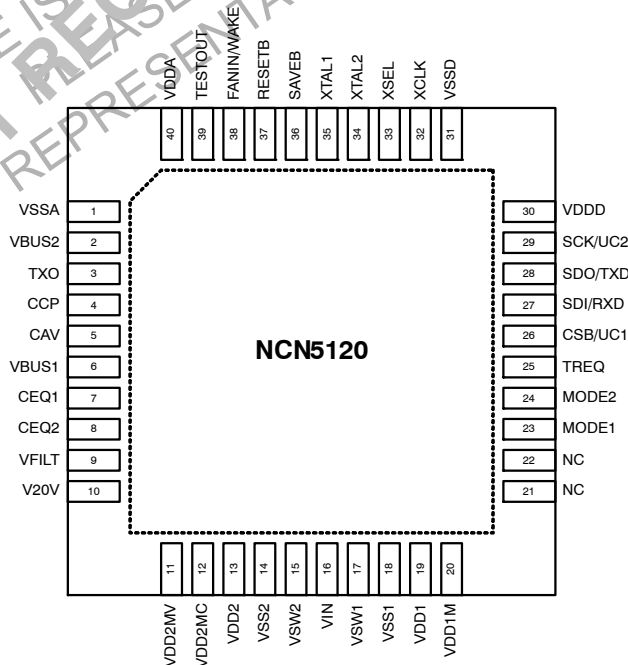 VDDA
TESTOUT
FANIN/WAKE
RESETB
SAVEB
XTAL1
XTAL2
XSEL
XCLK
VSSD
40
39
38
37
36
35
34
33
32
31
VSSA 1
VBUS2 2
TXO 3
CCP 4
CAV 5
VBUS1 6
CEQ1 7
CEQ2 8
VFILT 9
V20V 10
NCN5120
30 VDDD
29 SCK/UC2
28 SDO/TXD
27 SDI/RXD
26 CSB/UC1
25 TREQ
24 MODE2
23 MODE1
22 NC
21 NC
11
12
13
14
15
16
17
18
19
20
VDD2MV
VDD2MC
VDD2
VSS2
VSW2
VIN
VSW1
VSS1
VDD1
VDD1M